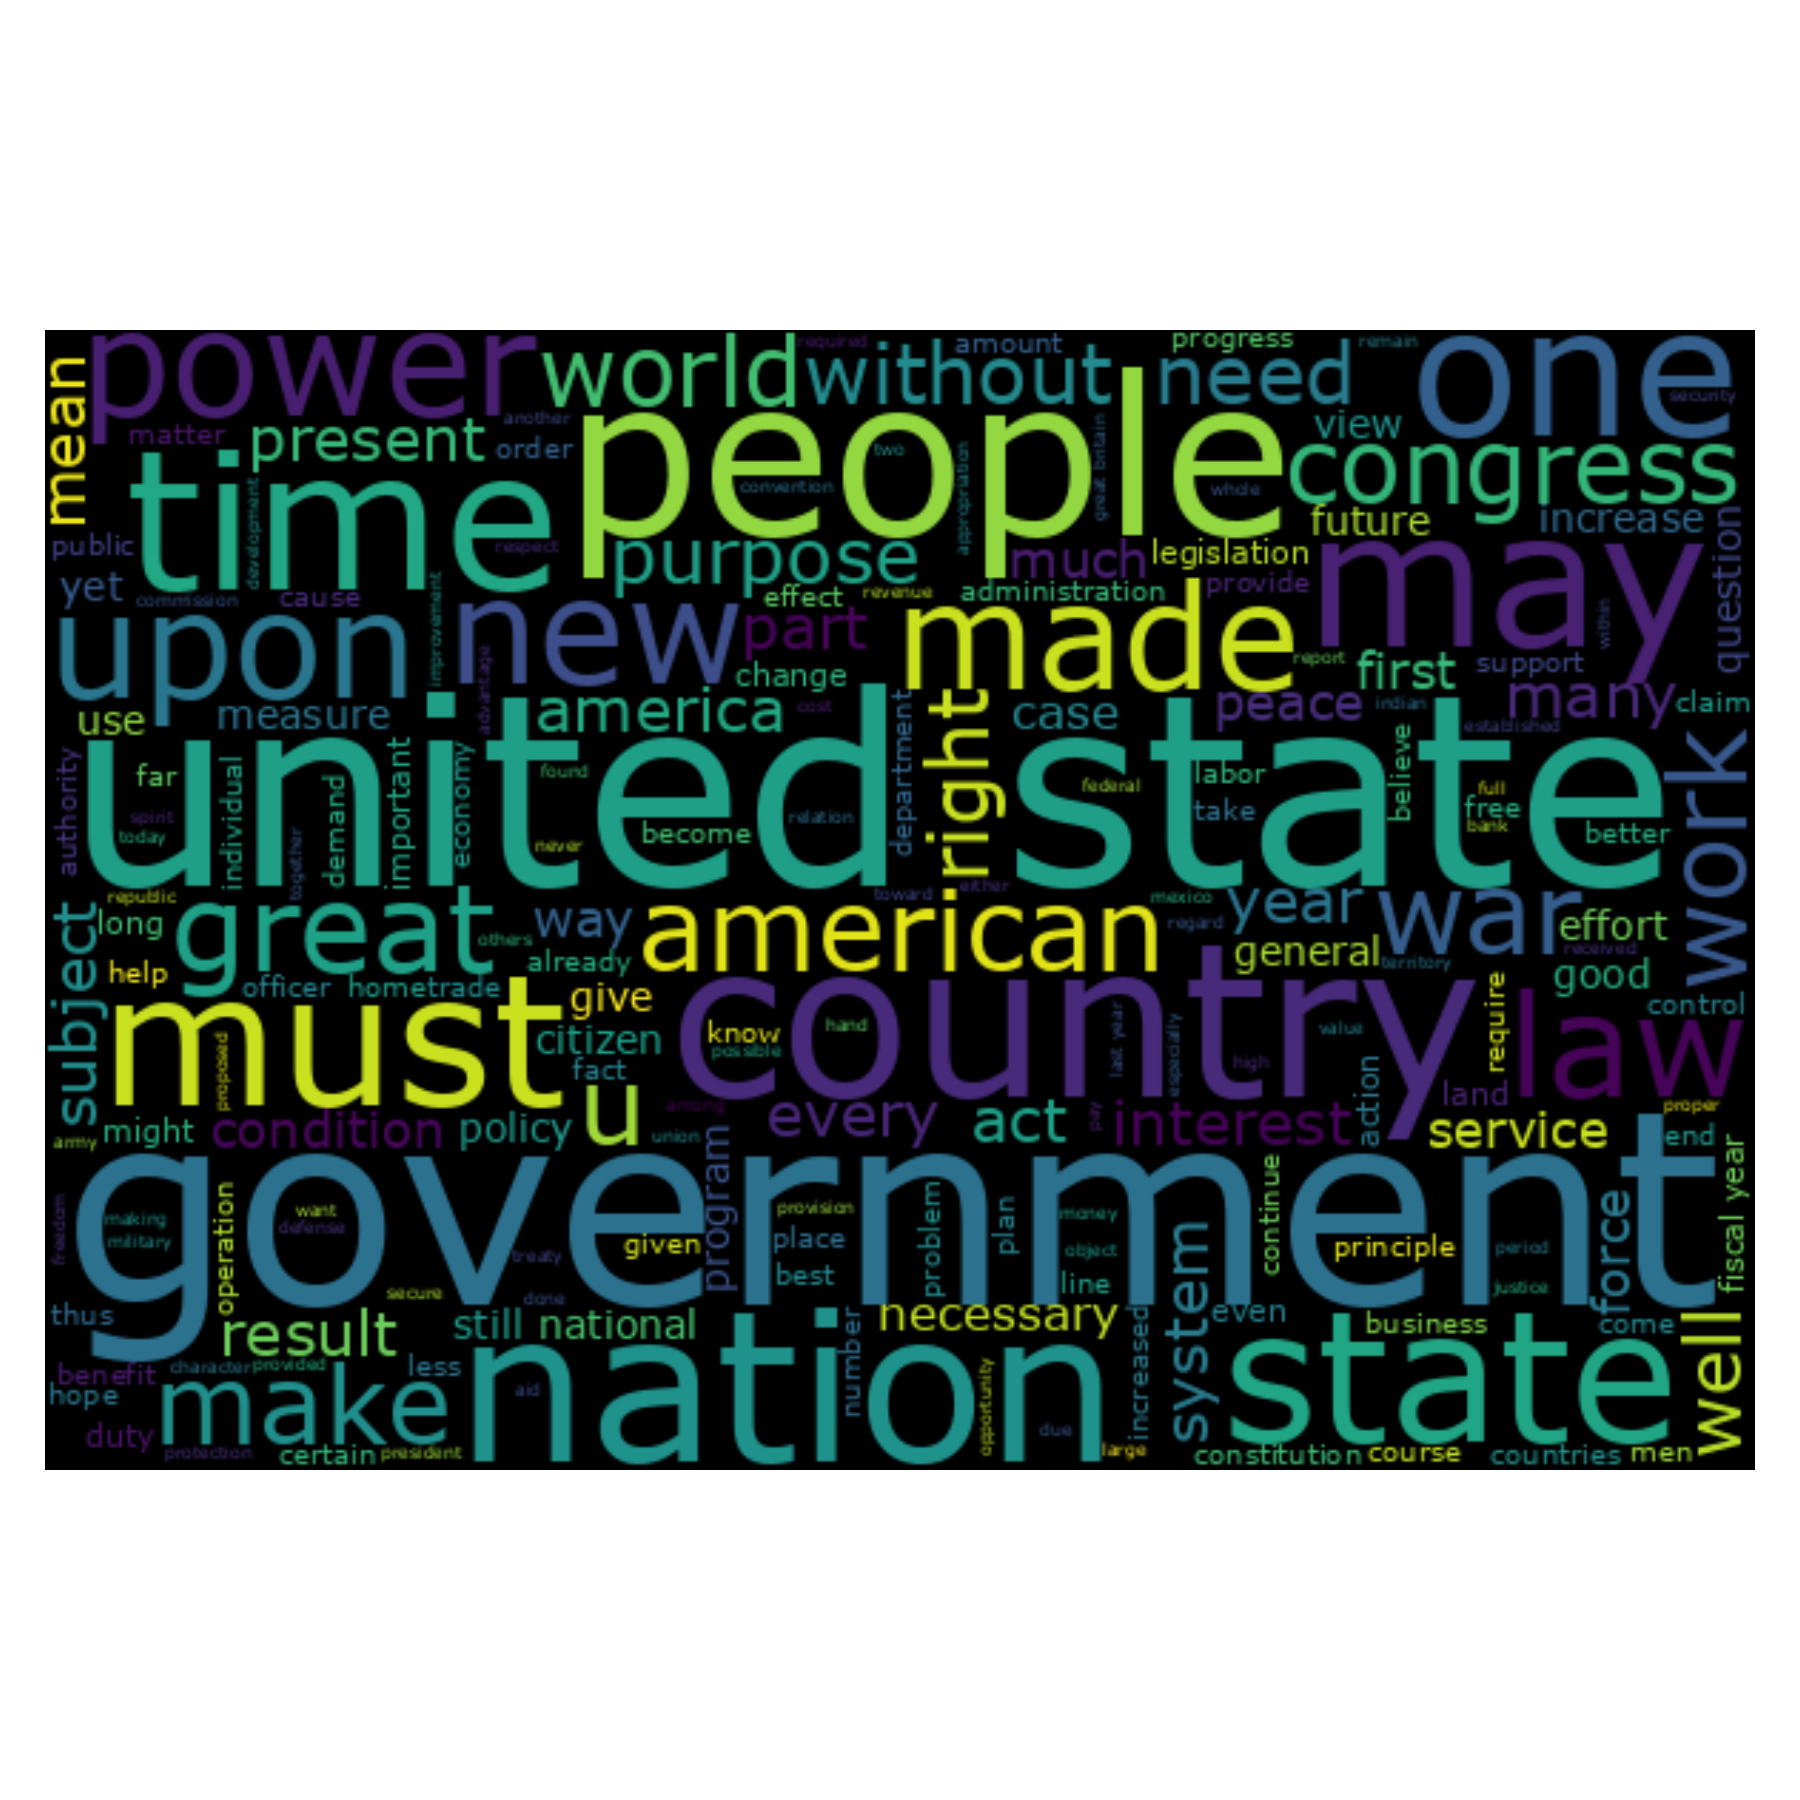 power
world
required
without
amount
progress
need
remain
one
security
mean
matter
present
another
order
people
two
convention
appropriation
great britain
whole
view
congress
time
development
public
yet
commission
cause
respect
purpose
effect
revenue
much
legislation
future
increase
administration
provide
may
within
question
upon
improvement
new
advantage
part
change
made
report
first
support
peace
indian
many
claim
established
use
measure
america
cost
department
right
case
united state
believe
work
authority
far
spirit
today
individual
together
demand
important
economy
found
never
become
relation
federal
labor
take
full
free
bank
better
republic
subject
long
great
others
way
already
american
toward
either
mexico
regard
year
general
war
territory
effort
received
good
help
officer
hometrade
give
must
proposed
citizen
fact
country
know
possible
hand
last year
especially
value
high
require
law
control
land
army
might
condition
policy
u
among
union
every
pay
act
interest
action
service
proper
end
government
freedom
making
military
operation
want
defense
treaty
given
program
provision
place
best
problem
plan
money
object
line
continue
principle
period
justice
force
fiscal year
thus
secure
done
result
still
national
necessary
number
increased
system
even
business
come
well
benefit
character
provided
less
hope
make
nation
aid
opportunity
due
large
state
duty
protection
certain
president
constitution
course
countries
men